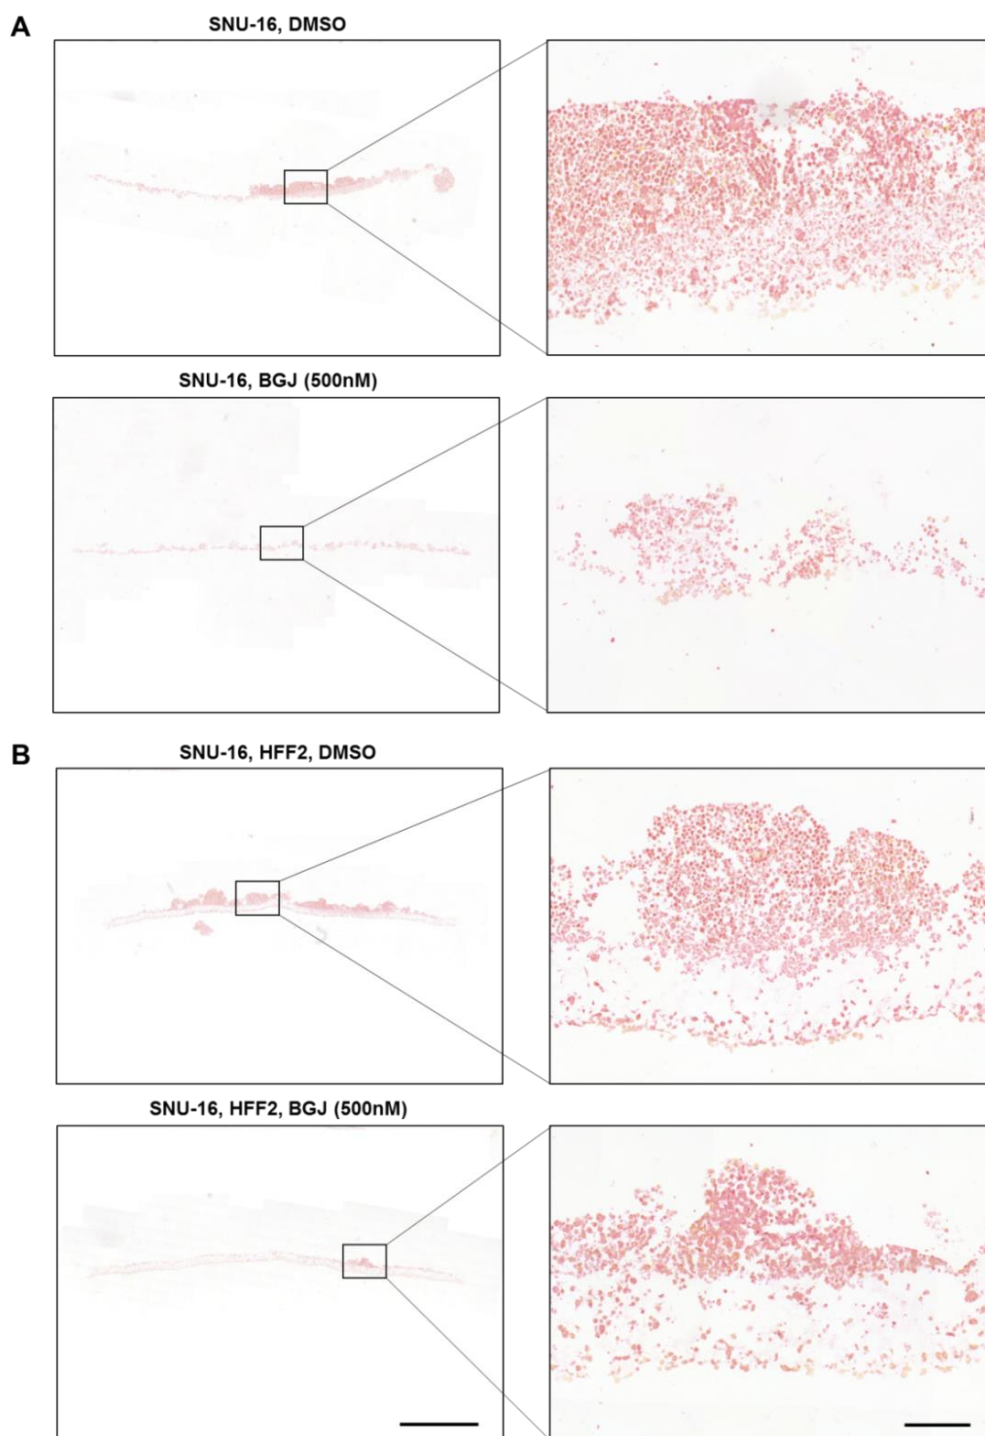 A
SNU-16, DMSO
SNU-16, BGJ (500nM)
B
SNU-16, HFF2, DMSO
SNU-16, HFF2, BGJ (500nM)